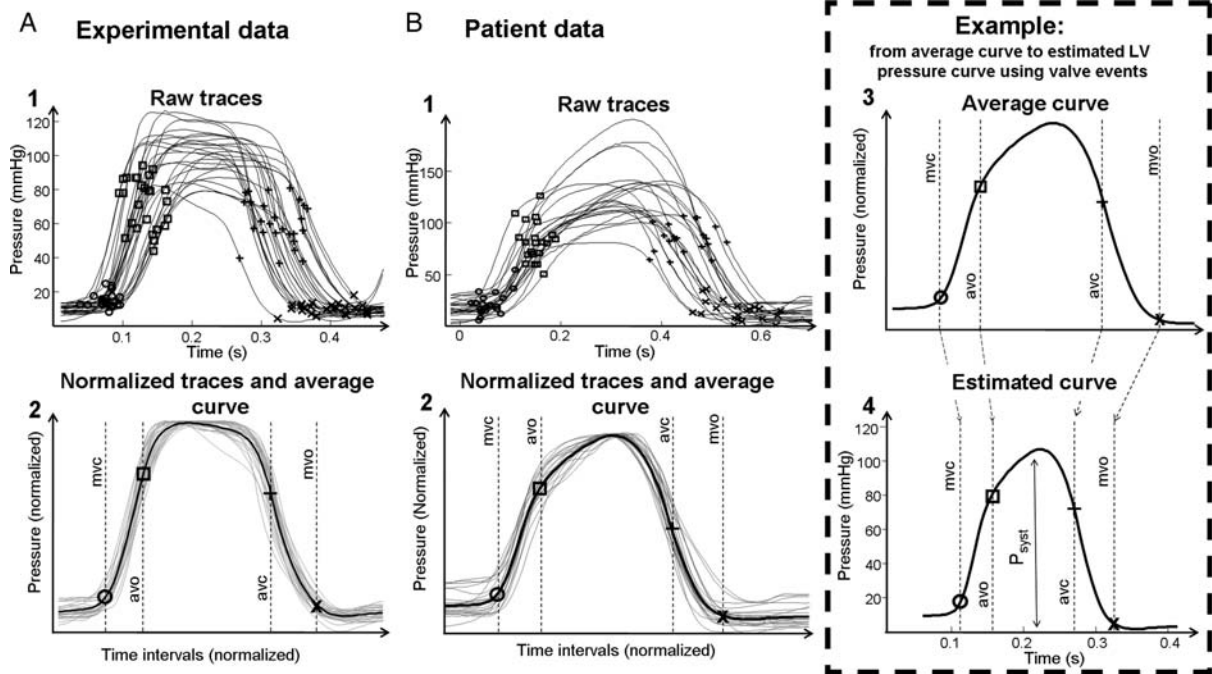 A Experimental data
1
Raw traces
Pressure (mmHg)
120
100
80
60
40
20
0.1
0.2
0.3
0.4
Time (s)
Normalized traces and average
curve
2
Pressure (normalized)
mvc
avo
avc
mvo
Time intervals (normalized)
B Patient data
1
Raw traces
Pressure (mmHg)
150
100
50
0
0.2
0.4
0.6
Time (s)
Normalized traces and average
curve
2
Pressure (Normalized)
mvc
avo
avc
mvo
Time intervals (normalized)
Example:
from average curve to estimated LV
pressure curve using valve events
3
Average curve
Pressure (normalized)
mvc
avo
avc
mvo
Estimated curve
4
Pressure (mmHg)
120
100
80
60
40
20
mvc
avo
P syst
avc
mvo
0.1
0.2
0.3
0.4
Time (s)